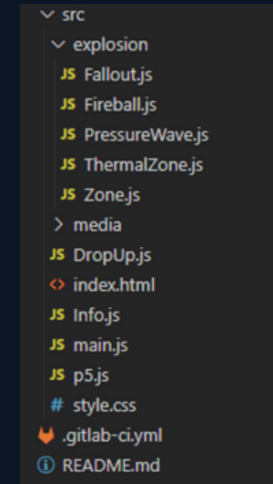 src
explosion
JS Fallout.js
JS Fireball.js
JS PressureWave.js
JS ThermalZone.js
JS Zone.js
media
JS DropUp.js
<> index.html
JS Info.js
JS main.js
JS p5.js
# style.css
.gitlab-ci.yml
README.md